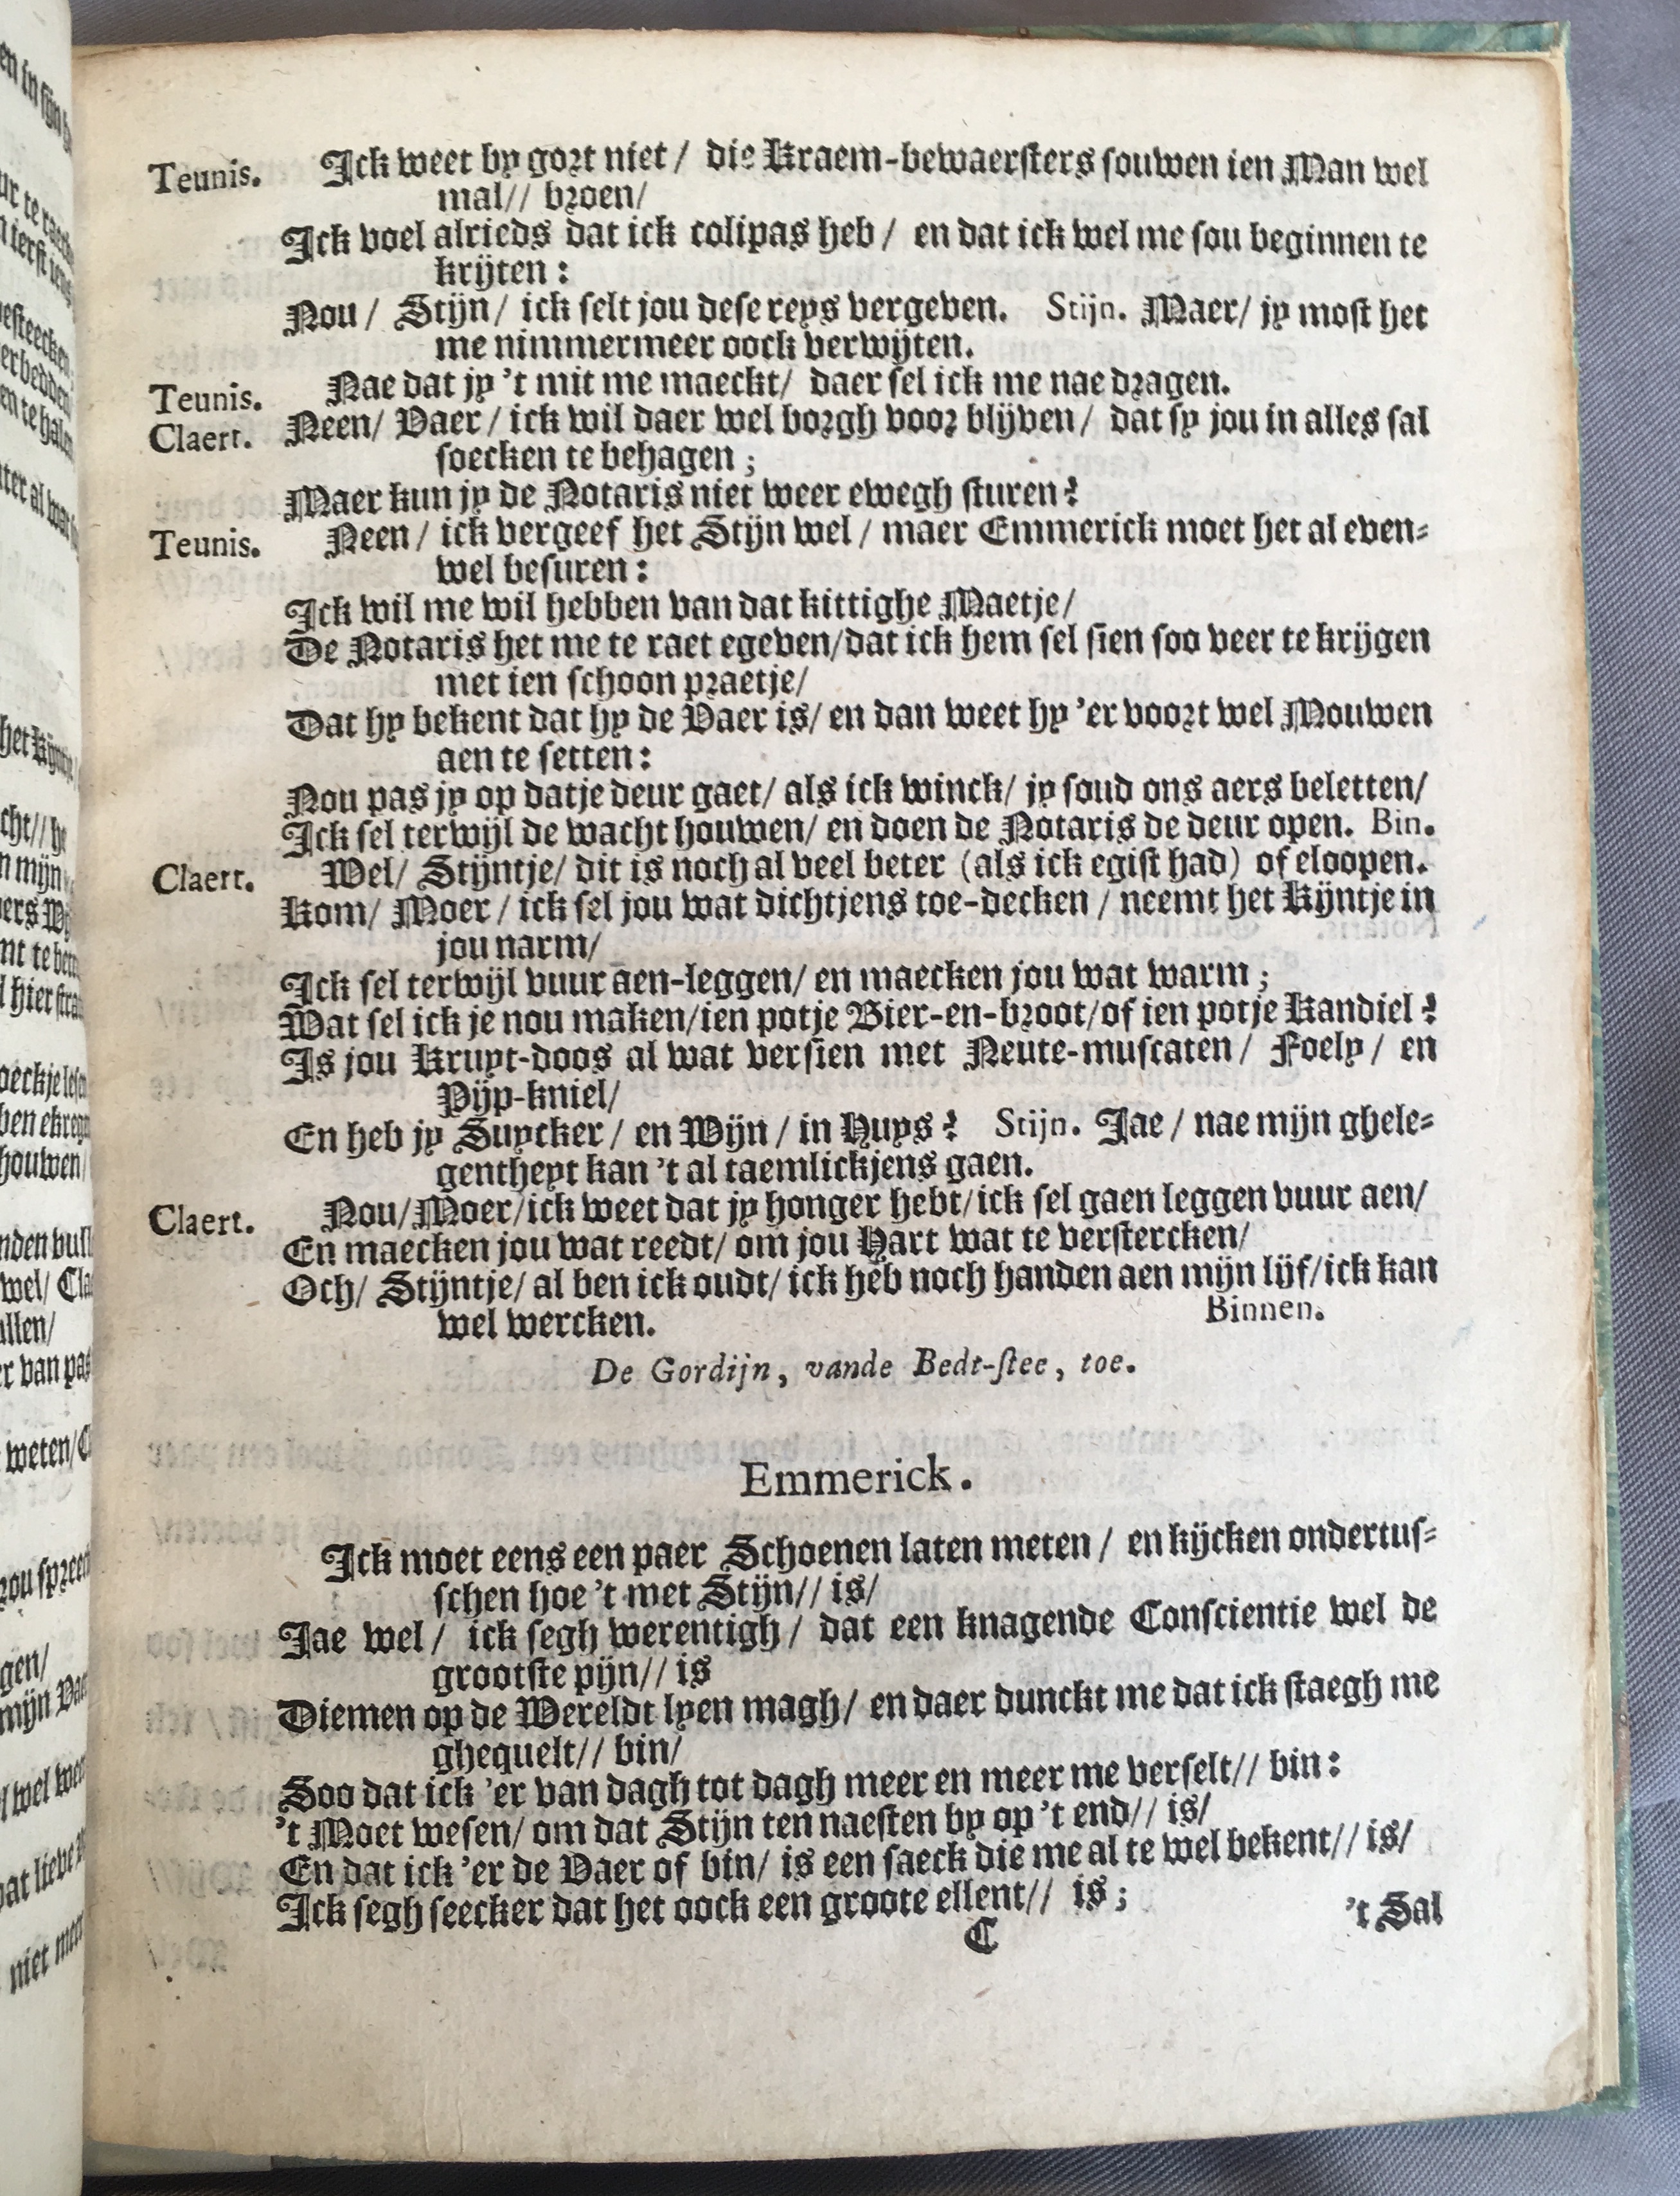 Teunis. Ick weet by gort niet / die Kraem-bewaersters souwen ien Man wel
mal// broen/
Ick voel alrieds dat ick colipas heb / en dat ick wel me sou beginnen te
krijten :
Nou / Stijn / ick selt jou dese reys vergeven. Stijn. Maer/ jy most het
me nimmermeer oock verwijten.
Teunis. Nae dat jy 't mit me maeckt/ daer sel ick me nae dragen.
Claert. Neen/ Vaer / ick wil daer wel borgh voor blijven / dat sy jou in alles sal
soecken te behagen ;
Maer kun jy de Notaris niet weer ewegh sturen?
Teunis. Neen / ick vergeef het Stijn wel / maer Emmerick moet het al even-
wel besuren :
Ick wil me wil hebben van dat kittighe Maetje/
De Notaris het me te raet egeven/dat ick hem sel sien soo veer te krijgen
met ien schoon praetje/
Dat hy bekent dat hy de Vaer is/ en dan weet hy 'er voort wel Mouwen
aen te setten :
Nou pas jy op datje deur gaet/ als ick winck/ jy soud ons aers beletten/
Ick sel terwijl de wacht houwen/ en doen de Notaris de deur open. Bin.
Claert. Wel/ Stijntje/ dit is noch al veel beter (als ick egist had) of eloopen.
Kom/ Moer / ick sel jou wat dichtjens toe-decken / neemt het Kijntje in
jou narm/
Ick sel terwijl vuur aen-leggen/ en maecken jou wat warm ;
Wat sel ick je nou maken/ien potje Bier-en-broot/of ien potje Kandiel?
Is jou Kruyt-doos al wat versien met Neute-muscaten / Foely / en
Pijp-kniel/
En heb jy Suycker / en Wijn / in Huys? Stijn. Jae / nae mijn ghele-
gentheyt kan 't al taemlickjens gaen.
Claert. Nou/Moer/ick weet dat jy honger hebt/ick sel gaen leggen vuur aen/
En maecken jou wat reedt/ om jou Hart wat te verstercken/
Och/ Stijntje/ al ben ick oudt/ ick heb noch handen aen mijn lijf/ick kan
wel wercken. Binnen.
De Gordijn, vande Bedt-stee, toe.
Emmerick.
Ick moet eens een paer Schoenen laten meten / en kijcken ondertus-
schen hoe 't met Stijn// is/
Jae wel / ick segh werentigh / dat een knagende Conscientie wel de
grootste pijn// is
Diemen op de Wereldt lyen magh/ en daer dunckt me dat ick staegh me
ghequelt// bin/
Soo dat ick 'er van dagh tot dagh meer en meer me verselt// bin :
't Moet wesen/ om dat Stijn ten naesten by op 't end// is/
En dat ick 'er de Vaer of bin/ is een saeck die me al te wel bekent// is/
Ick segh seecker dat het oock een groote ellent// is ;
C 't Sal